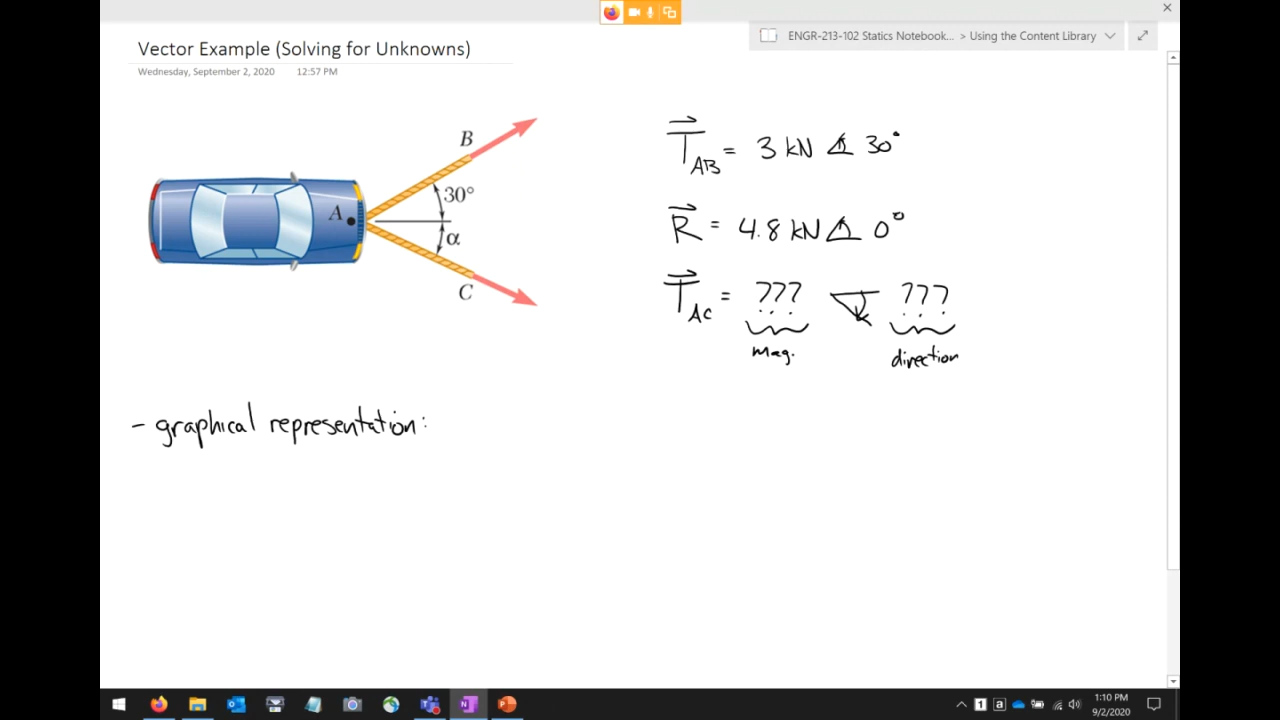 ENGR-213-102 Statics Notebook... > Using the Content Library
Vector Example (Solving for Unknowns)
Wednesday, September 2, 2020 12:57 PM
B
30°
A
α
C
T AB = 3 kN ∡ 30°
R = 4.8 kN ∡ 0°
T AC = ??? ∡ ???
mag. direction
- graphical representation:
1:10 PM
9/2/2020